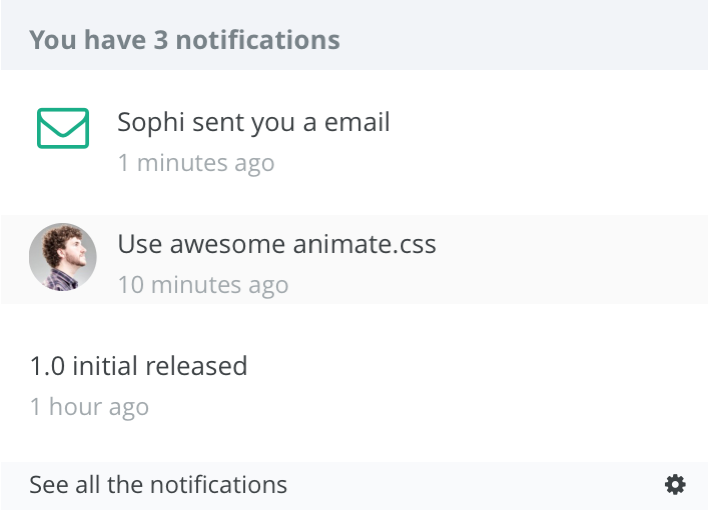 You have 3 notifications
Sophi sent you a email
1 minutes ago
Use awesome animate.css
10 minutes ago
1.0 initial released
1 hour ago
See all the notifications